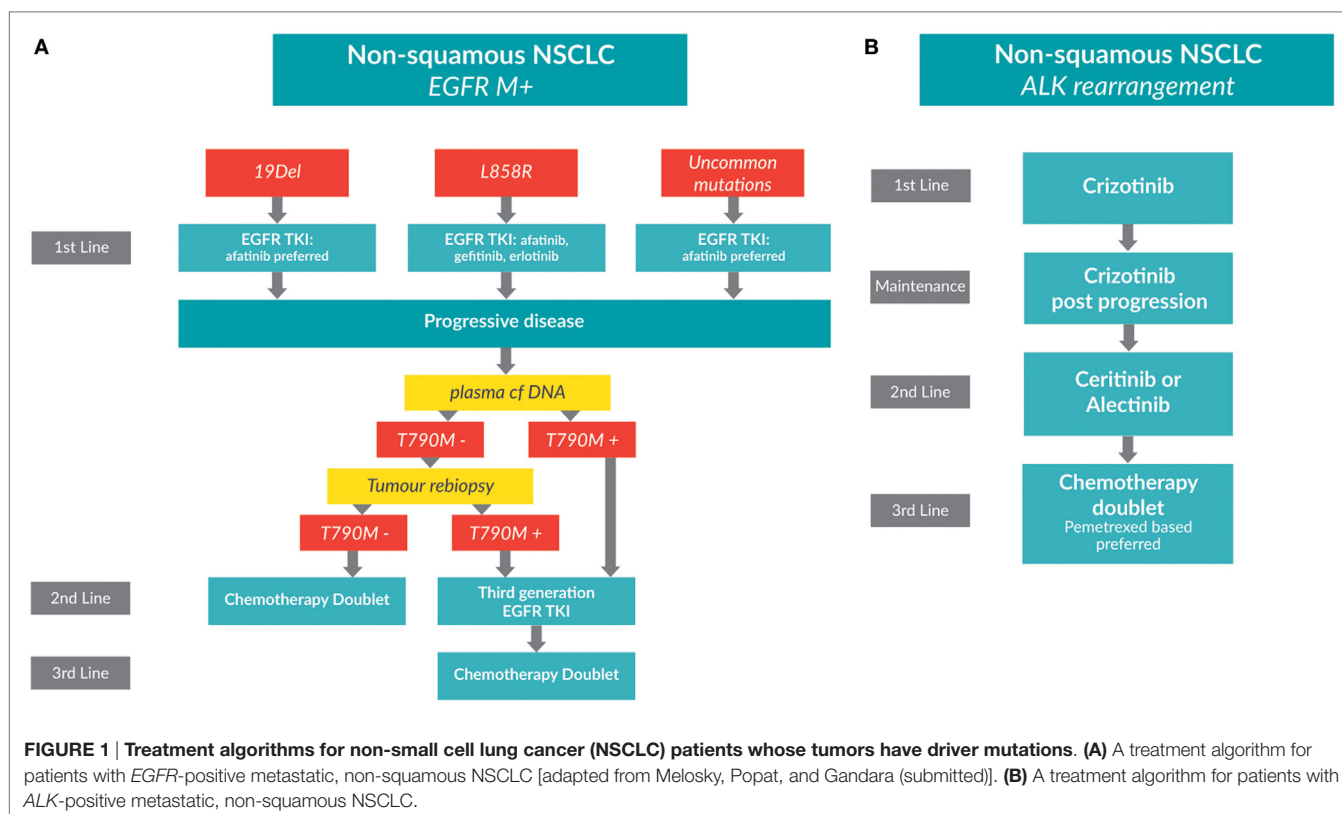 A
Non-squamous NSCLC
EGFR M+
19Del
L858R
Uncommon
mutations
1st Line
EGFR TKI:
afatinib preferred
EGFR TKI: afatinib,
gefitinib, erlotinib
EGFR TKI:
afatinib preferred
Progressive disease
plasma cf DNA
T790M -
T790M +
Tumour rebiopsy
T790M -
T790M +
2nd Line
Chemotherapy Doublet
Third generation
EGFR TKI
3rd Line
Chemotherapy Doublet
B
Non-squamous NSCLC
ALK rearrangement
1st Line
Crizotinib
Maintenance
Crizotinib
post progression
2nd Line
Ceritinib or
Alectinib
3rd Line
Chemotherapy
doublet
Pemetrexed based
preferred
FIGURE 1 | Treatment algorithms for non-small cell lung cancer (NSCLC) patients whose tumors have driver mutations. (A) A treatment algorithm for
patients with EGFR-positive metastatic, non-squamous NSCLC [adapted from Melosky, Popat, and Gandara (submitted)]. (B) A treatment algorithm for patients with
ALK-positive metastatic, non-squamous NSCLC.